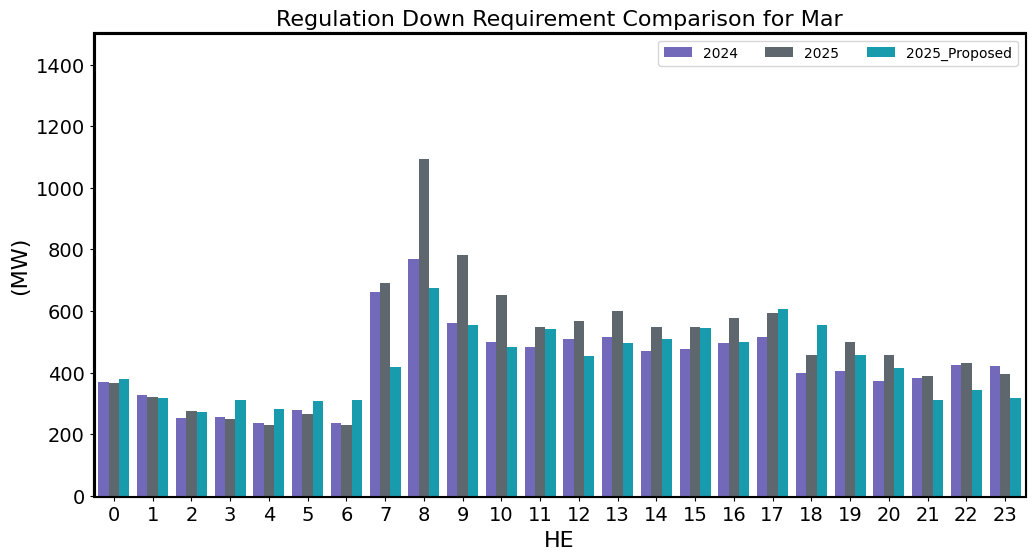 Regulation Down Requirement Comparison for Mar
2024 2025 2025_Proposed
1400
1200
1000
800
600
400
200
0
(MW)
0 1 2 3 4 5 6 7 8 9 10 11 12 13 14 15 16 17 18 19 20 21 22 23
HE